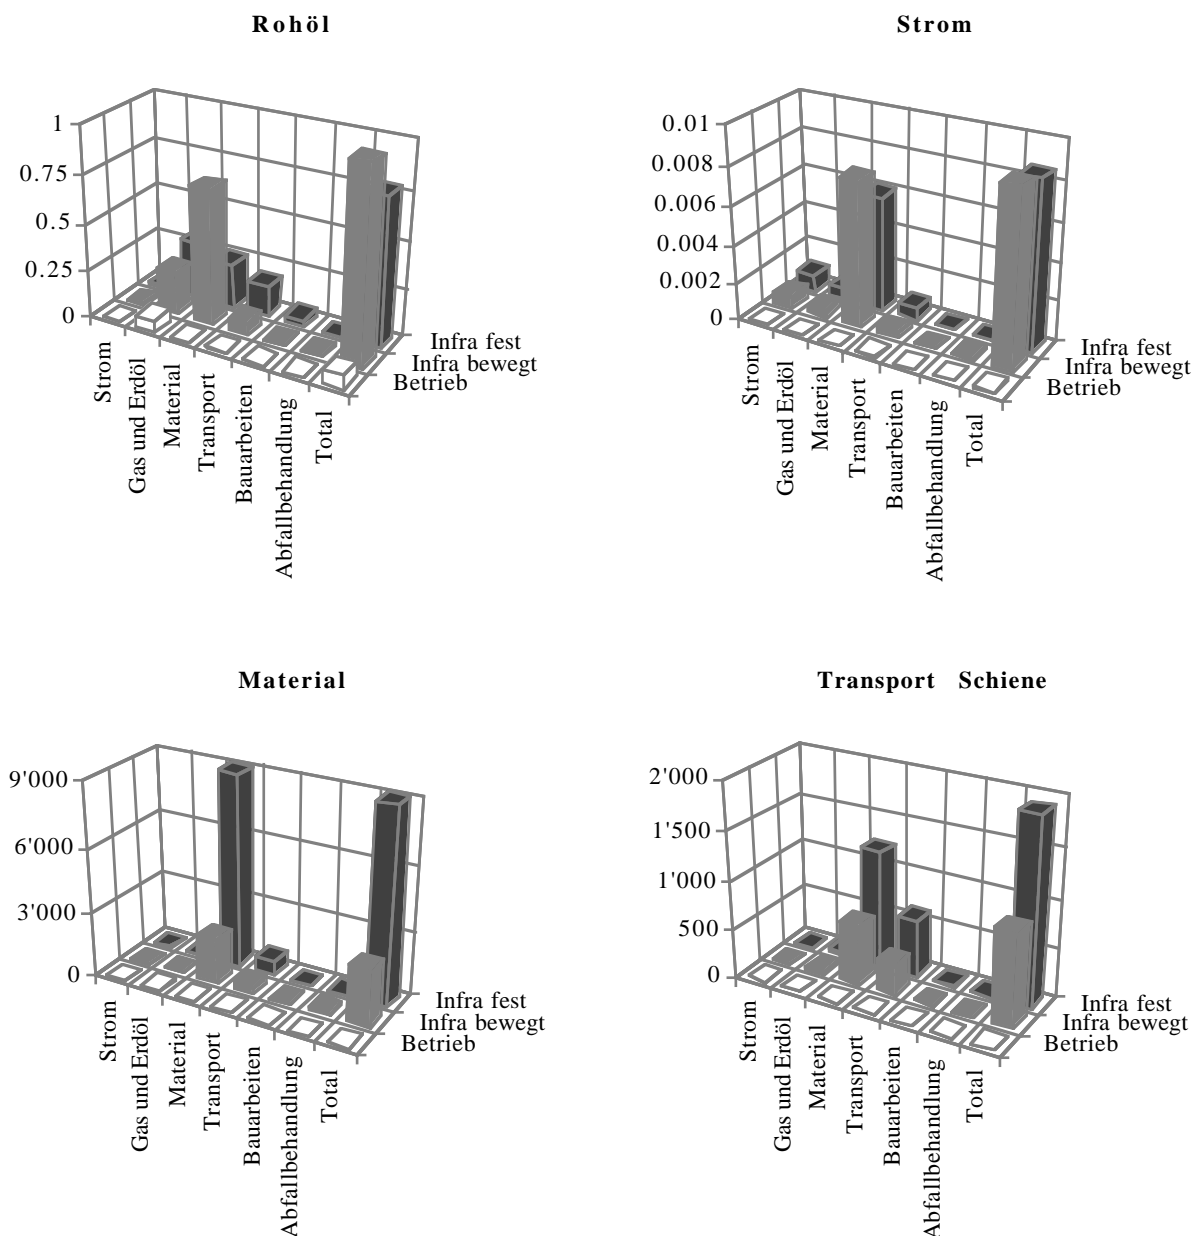 Rohöl
1
0.75
0.5
0.25
0
Strom
Gas und Erdöl
Material
Transport
Bauarbeiten
Abfallbehandlung
Total
Infra fest
Infra bewegt
Betrieb
Strom
0.01
0.008
0.006
0.004
0.002
0
Strom
Gas und Erdöl
Material
Transport
Bauarbeiten
Abfallbehandlung
Total
Infra fest
Infra bewegt
Betrieb
Material
9'000
6'000
3'000
0
Strom
Gas und Erdöl
Material
Transport
Bauarbeiten
Abfallbehandlung
Total
Infra fest
Infra bewegt
Betrieb
Transport Schiene
2'000
1'500
1'000
500
0
Strom
Gas und Erdöl
Material
Transport
Bauarbeiten
Abfallbehandlung
Total
Infra fest
Infra bewegt
Betrieb